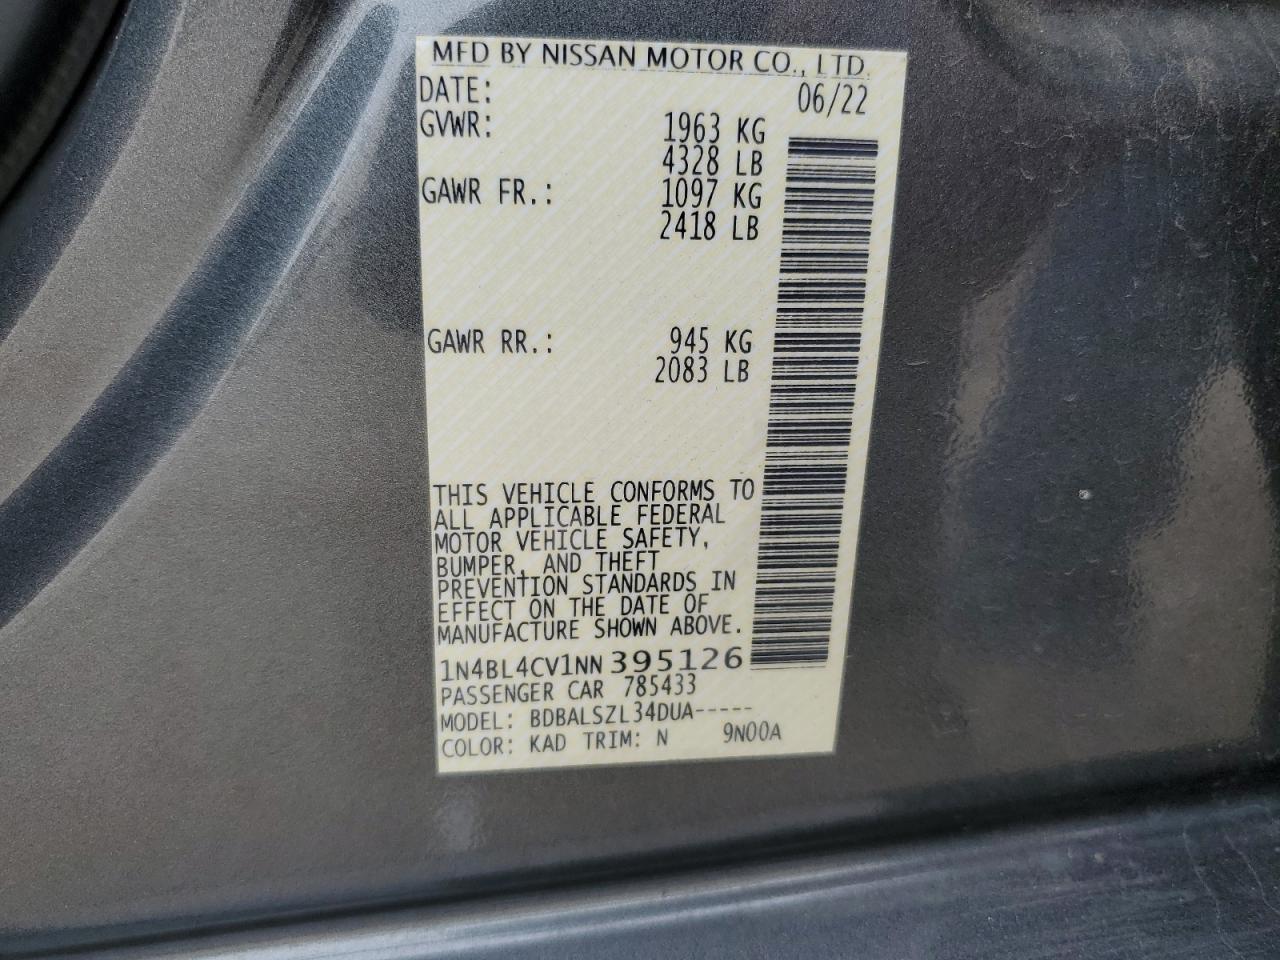 MFD BY NISSAN MOTOR CO., LTD.
DATE: 06/22
GVWR: 1963 KG
4328 LB
GAWR FR.: 1097 KG
2418 LB
GAWR RR.: 945 KG
2083 LB
THIS VEHICLE CONFORMS TO
ALL APPLICABLE FEDERAL
MOTOR VEHICLE SAFETY,
BUMPER, AND THEFT
PREVENTION STANDARDS IN
EFFECT ON THE DATE OF
MANUFACTURE SHOWN ABOVE.
1N4BL4CV1NN395126
PASSENGER CAR 785433
MODEL: BDBALSZL34DUA-----
COLOR: KAD TRIM: N 9N00A